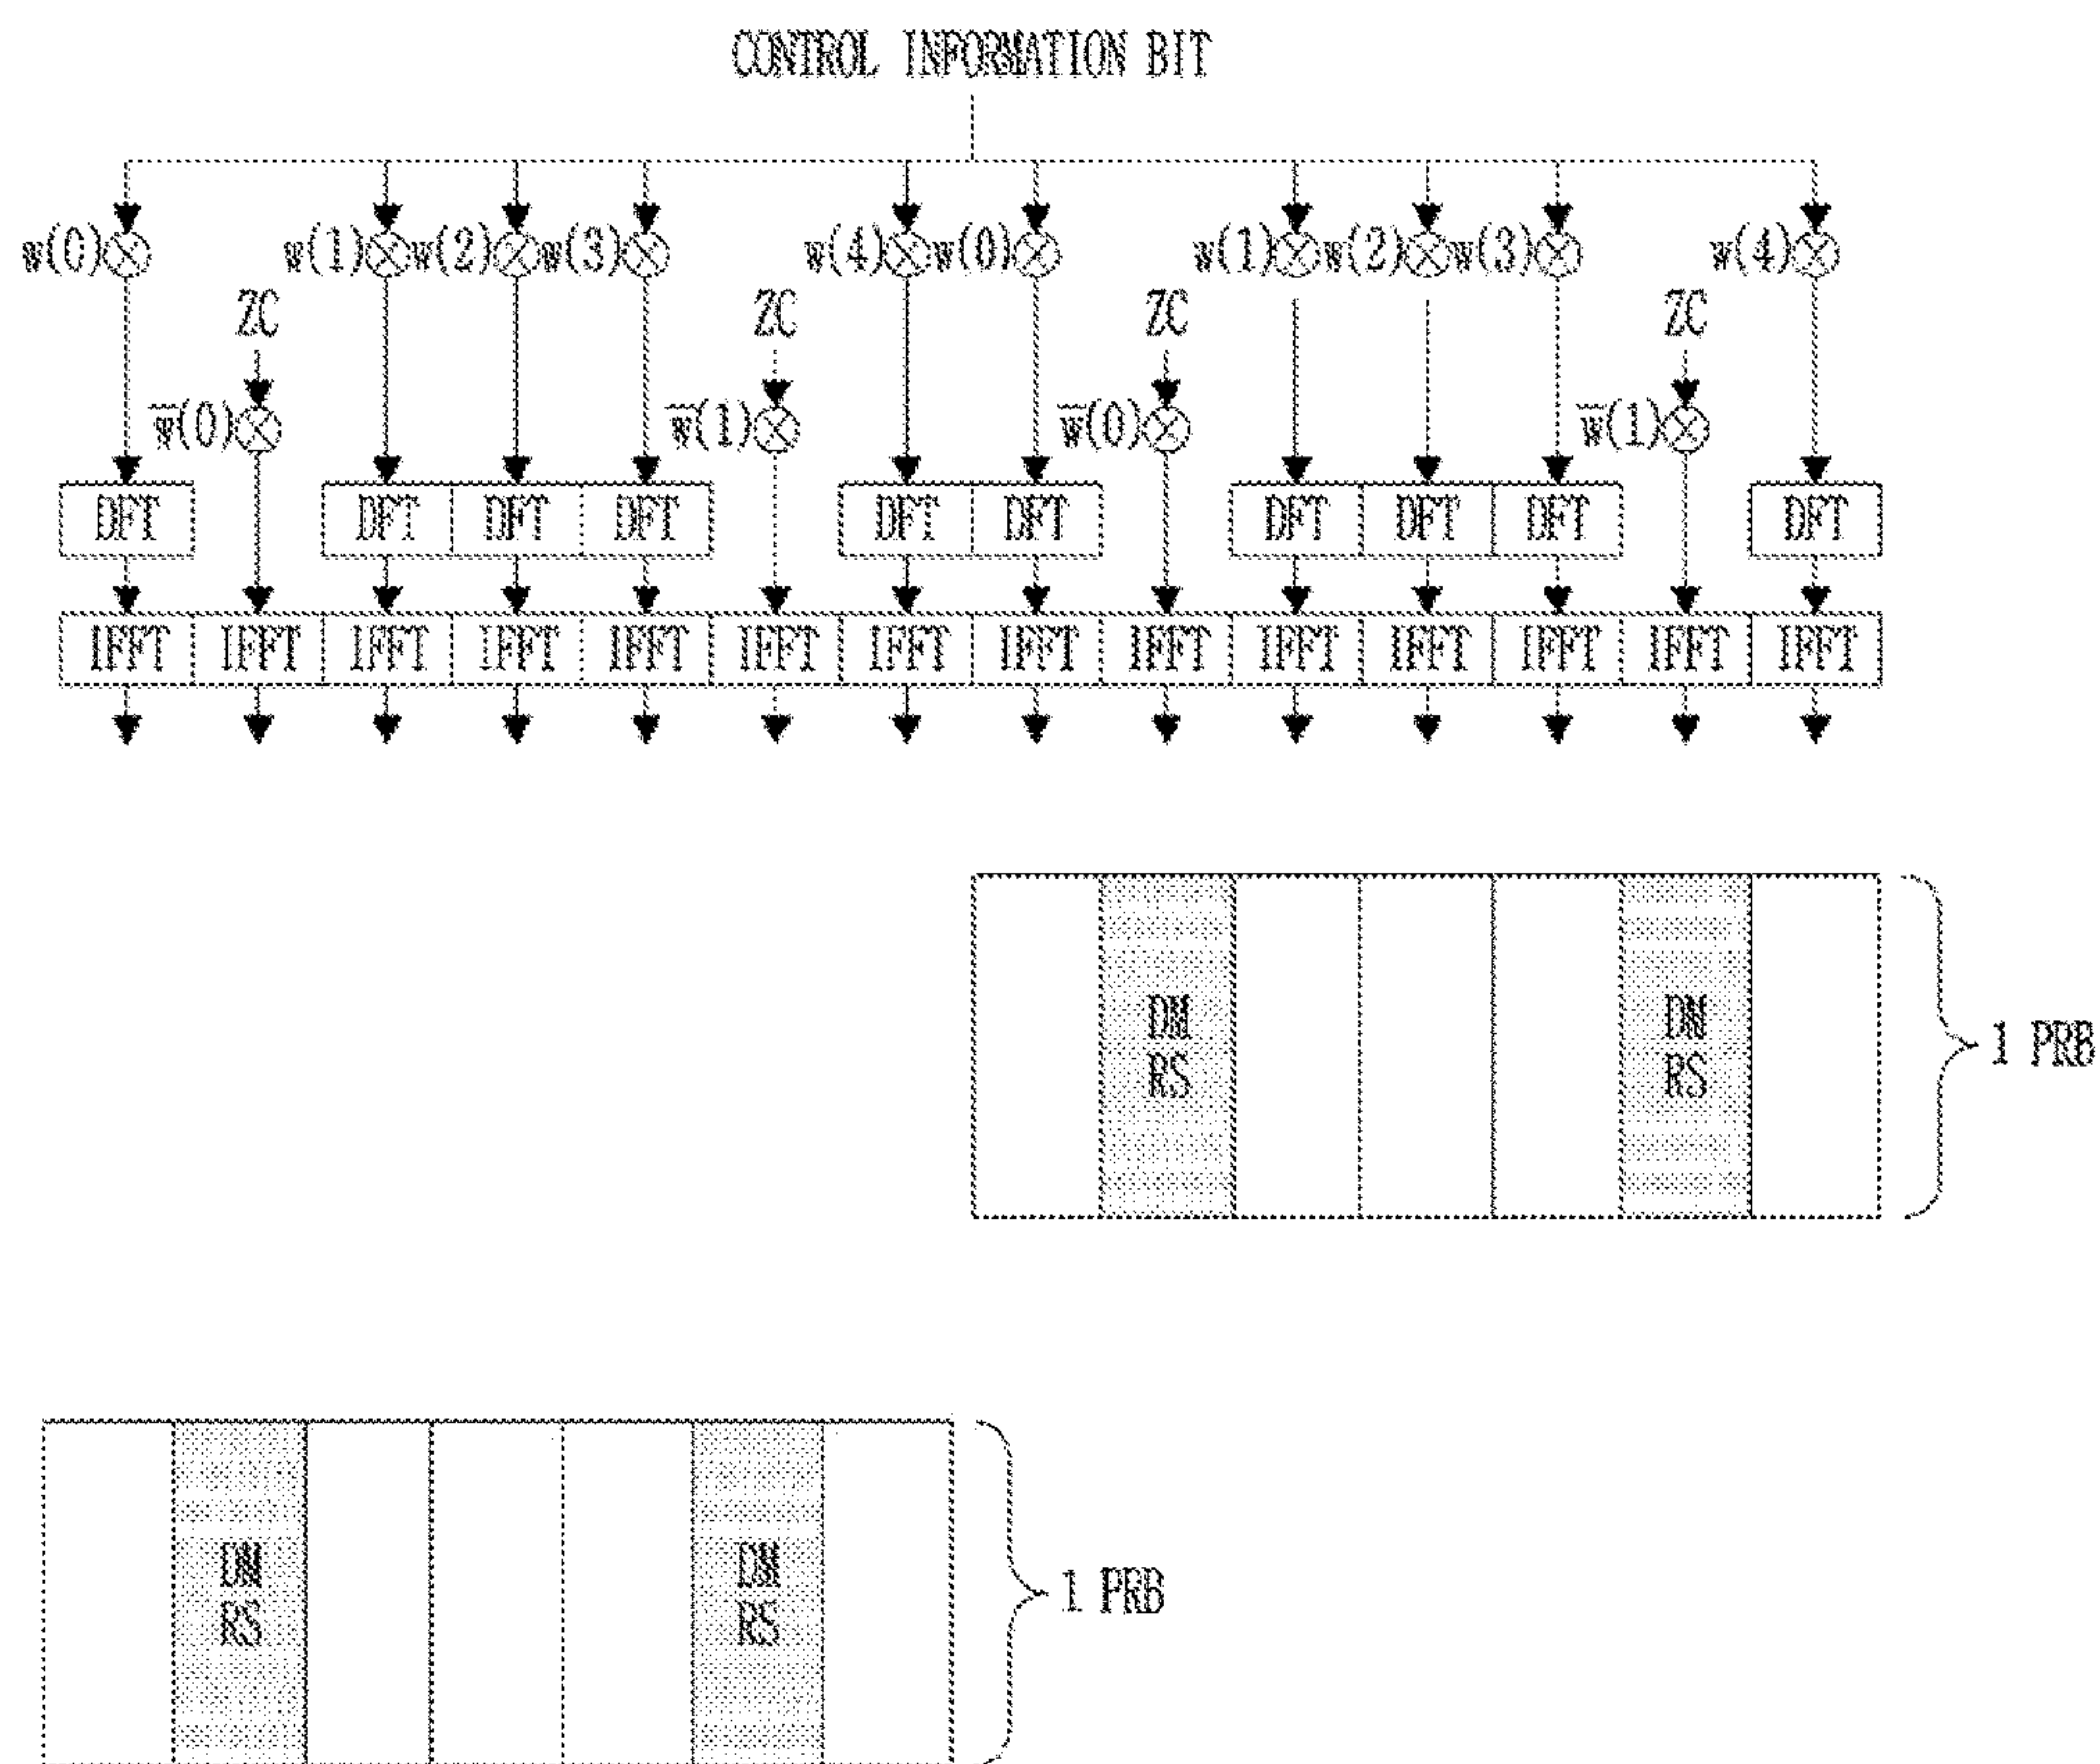 CONTROL INFORMATION BIT
w(0) w(1) w(2) w(3) w(4) w(0) w(1) w(2) w(3) w(4)
ZC ZC ZC ZC
w̅(0) w̅(1) w̅(0) w̅(1)
DFT DFT DFT DFT DFT DFT DFT DFT DFT DFT
IFFT IFFT IFFT IFFT IFFT IFFT IFFT IFFT IFFT IFFT IFFT IFFT IFFT IFFT
DM DM
RS RS
1 PRB
DM DM
RS RS
1 PRB